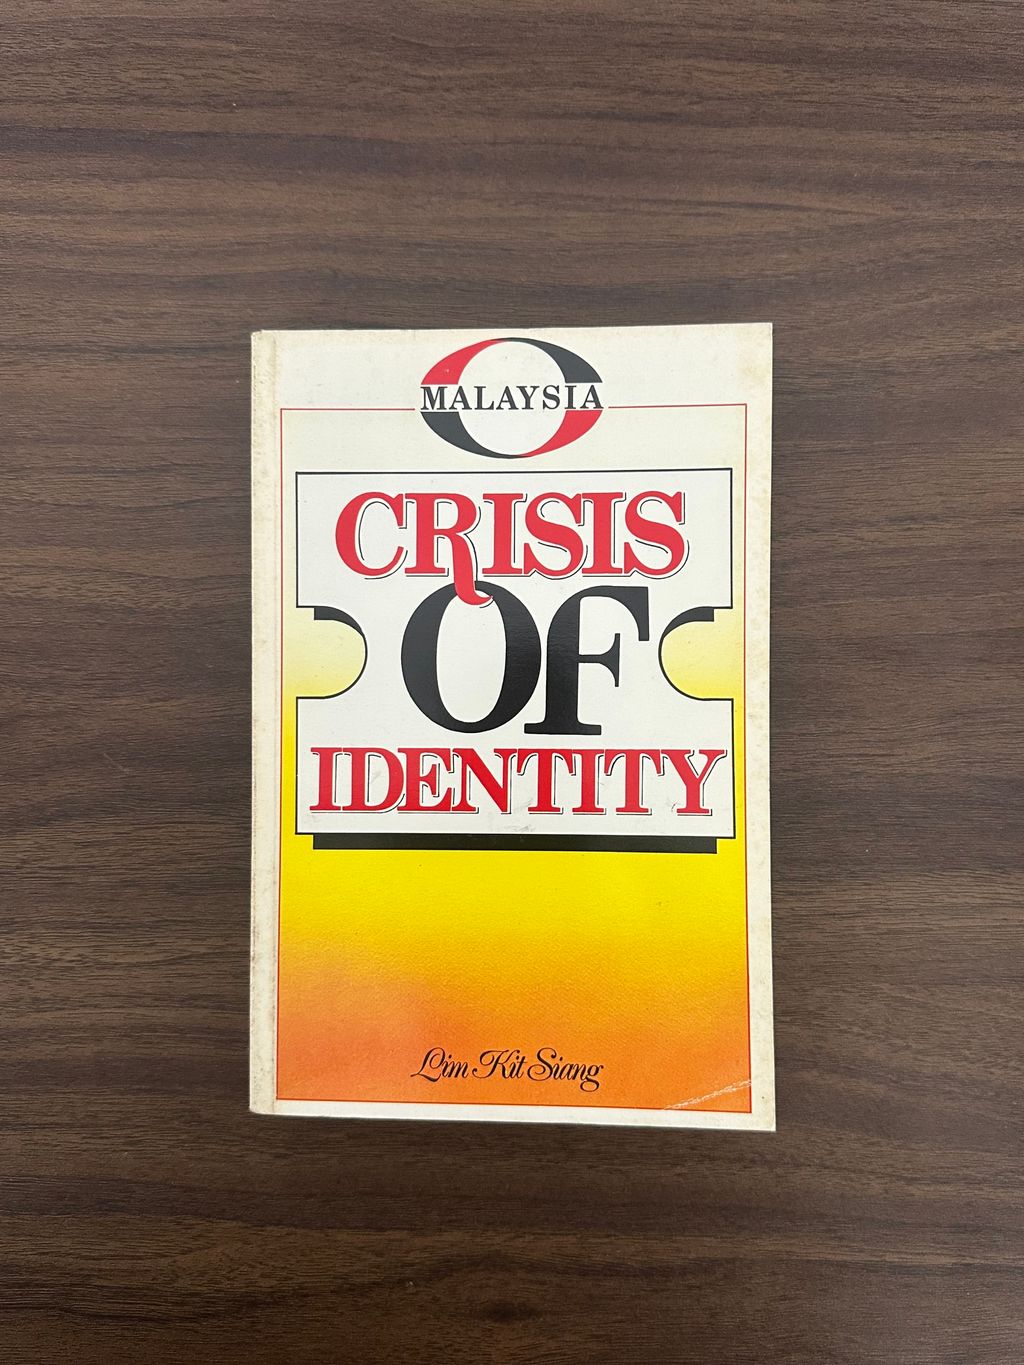 MALAYSIA
CRISIS
OF
IDENTITY
Lim Kit Siang